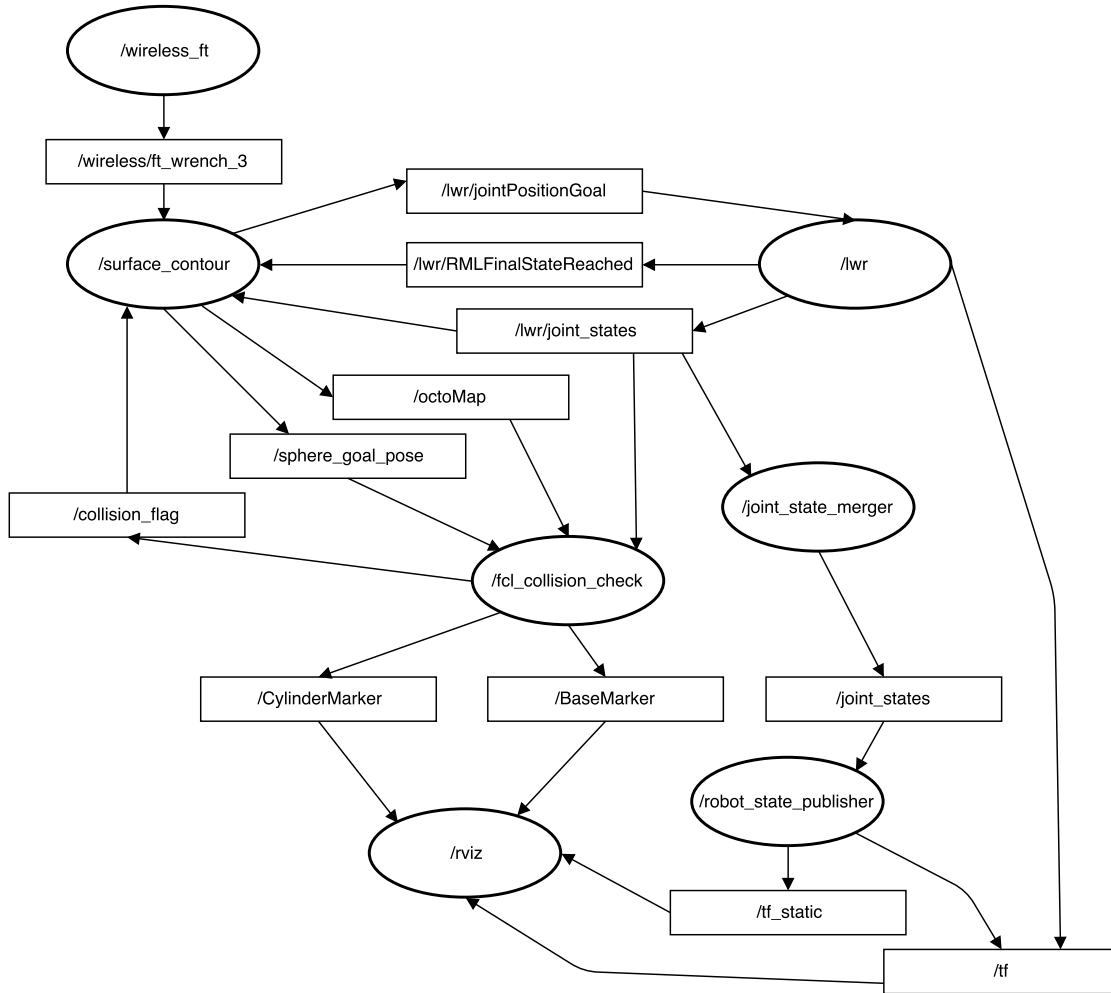 /wireless_ft
/wireless/ft_wrench_3
/lwr/jointPositionGoal
/surface_contour
/lwr/RMLFinalStateReached
/lwr
/lwr/joint_states
/octoMap
/sphere_goal_pose
/collision_flag
/joint_state_merger
/fcl_collision_check
/CylinderMarker
/BaseMarker
/joint_states
/robot_state_publisher
/rviz
/tf_static
/tf